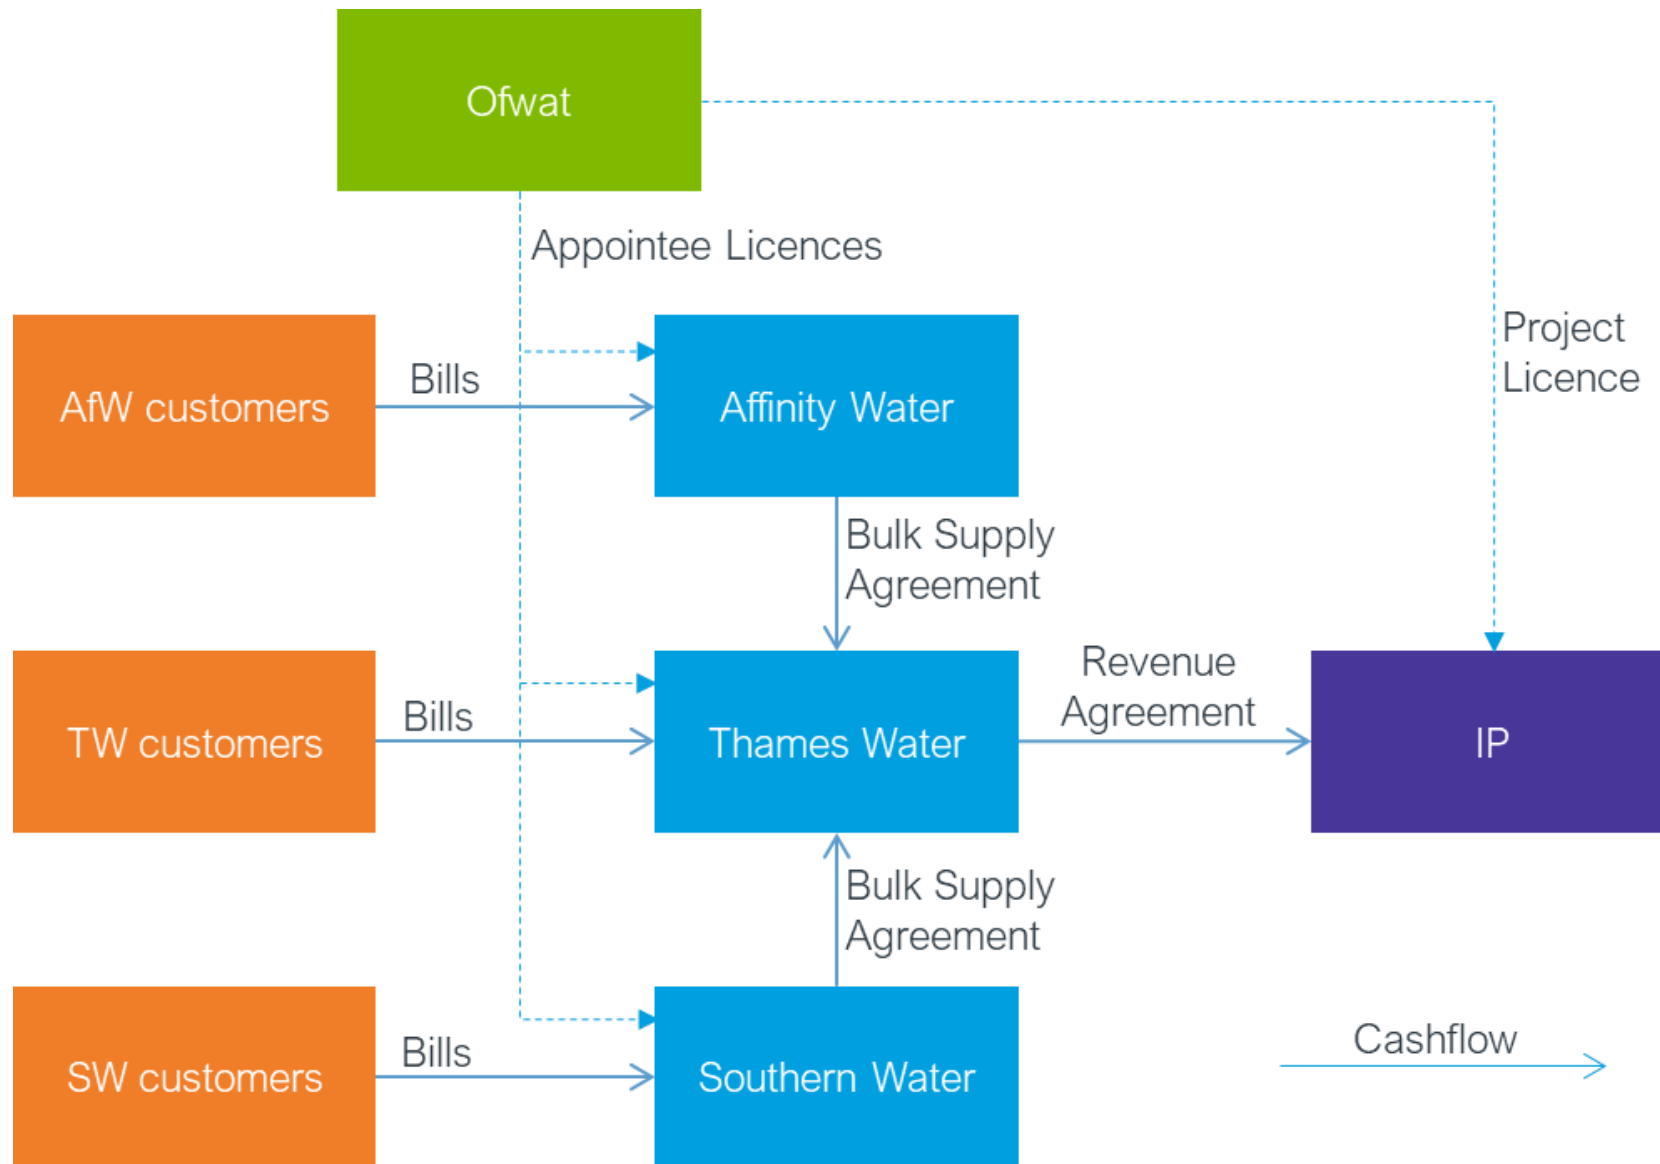 Ofwat
Appointee Licences
Project
Licence
AfW customers
Bills
Affinity Water
Bulk Supply
Agreement
TW customers
Bills
Thames Water
Revenue
Agreement
IP
Bulk Supply
Agreement
SW customers
Bills
Southern Water
Cashflow